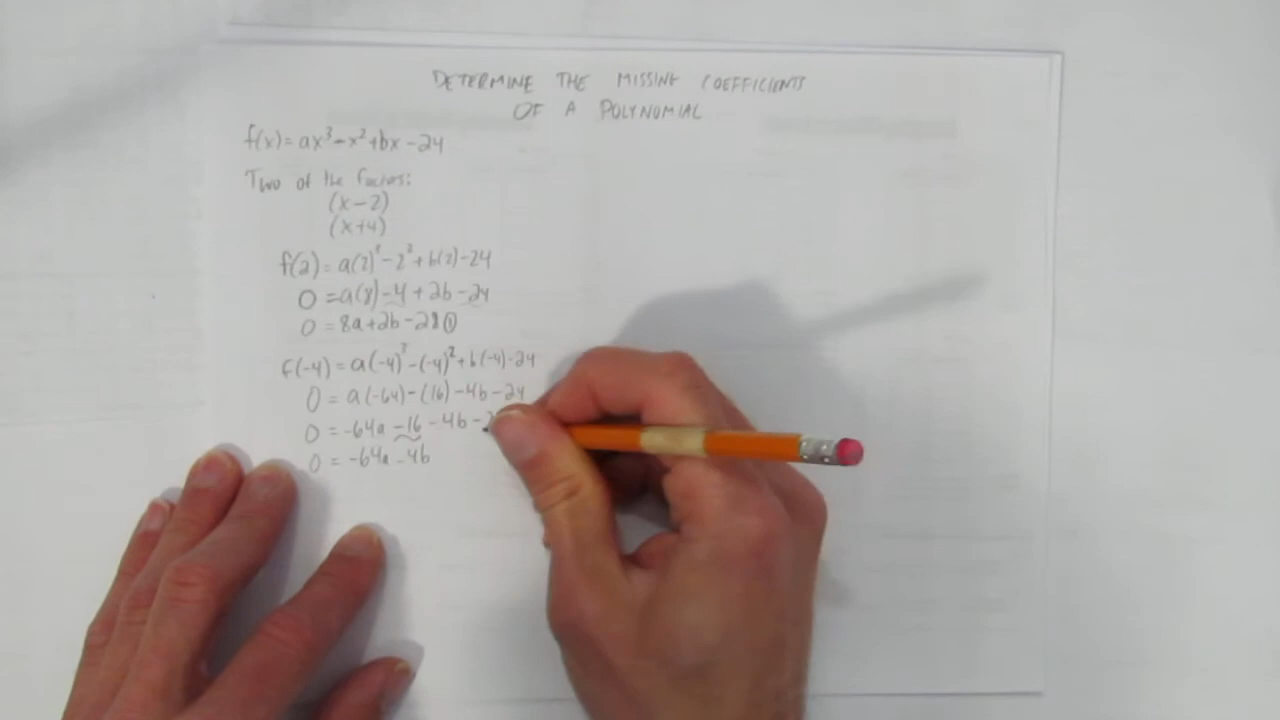 DETERMINE THE MISSING COEFFICIENTS
OF A POLYNOMIAL
f(x) = ax³ - x² + bx - 24
Two of the factors:
(x - 2)
(x + 4)
f(2) = a(2)³ - 2² + b(2) - 24
0 = a(8) - 4 + 2b - 24
0 = 8a + 2b - 28 ①
f(-4) = a(-4)³ - (-4)² + b(-4) - 24
0 = a(-64) - (16) - 4b - 24
0 = -64a - 16 - 4b - 2
0 = -64a - 4b